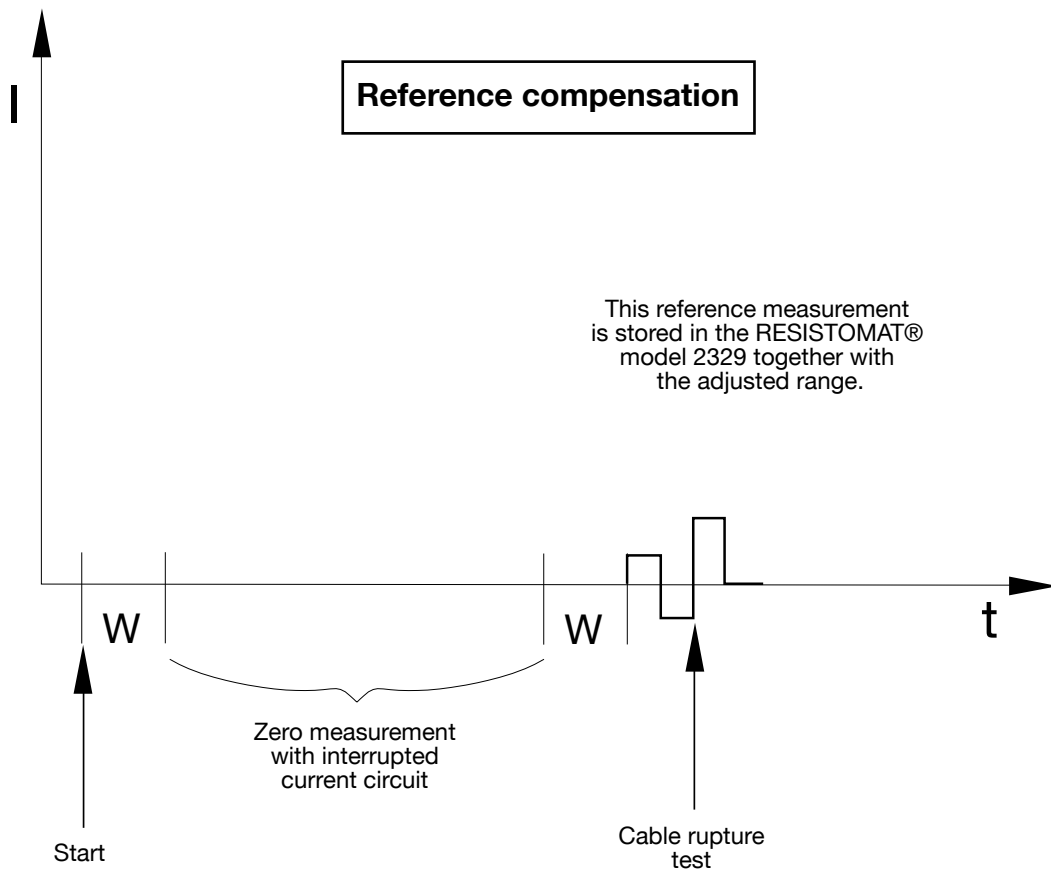 I
Reference compensation
This reference measurement
is stored in the RESISTOMAT®
model 2329 together with
the adjusted range.
W
W
t
Zero measurement
with interrupted
current circuit
Start
Cable rupture
test